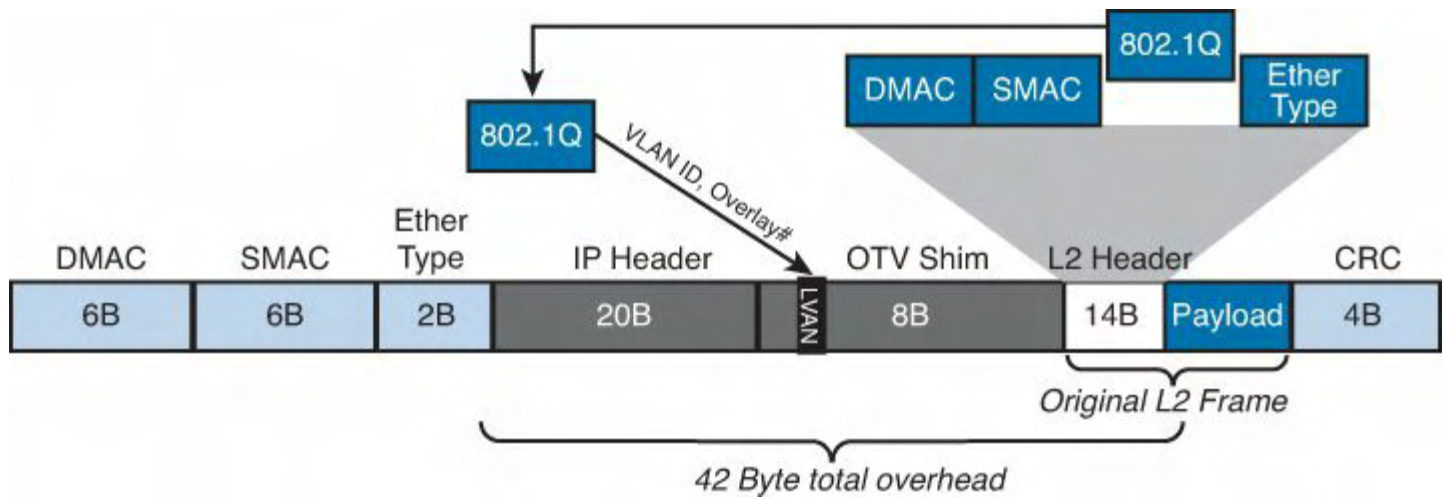 802.1Q
DMAC
SMAC
Ether
Type
802.1Q
VLAN ID, Overlay#
DMAC
SMAC
Ether
Type
IP Header
OTV Shim
L2 Header
CRC
6B
6B
2B
20B
LVAN
8B
14B
Payload
4B
Original L2 Frame
42 Byte total overhead